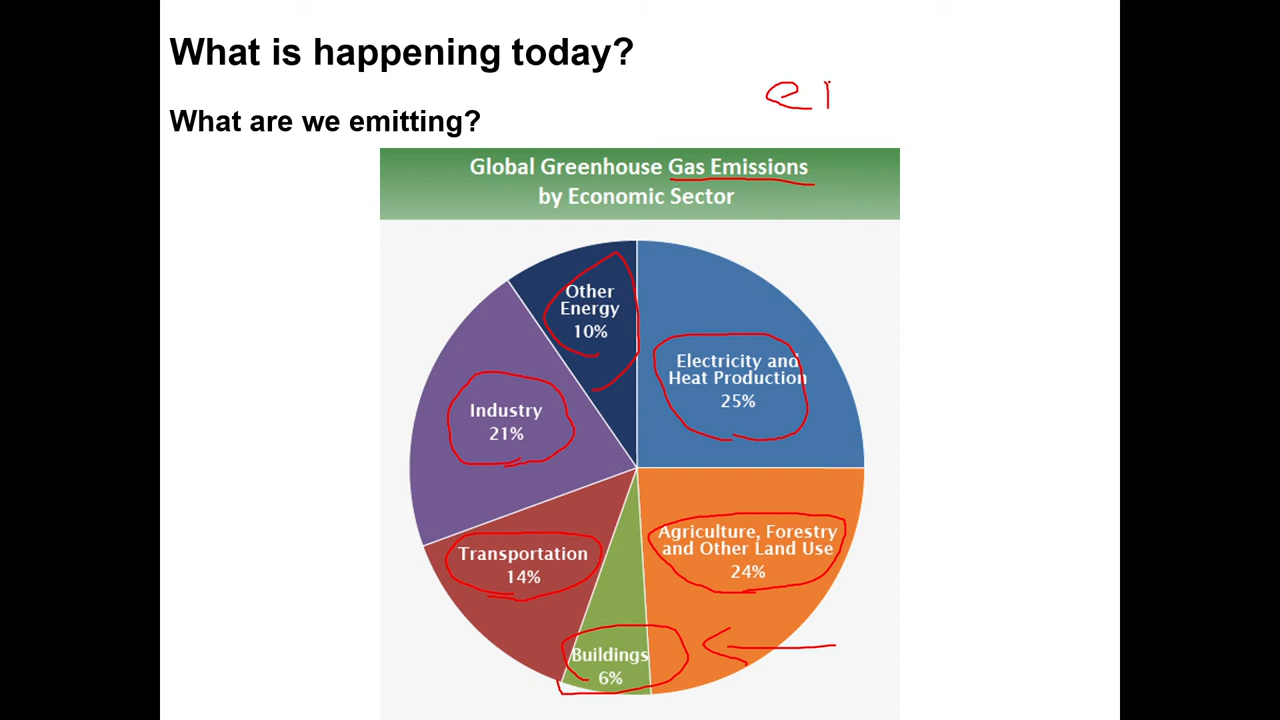 What is happening today?
What are we emitting?
Global Greenhouse Gas Emissions
by Economic Sector
Other
Energy
10%
Electricity and
Heat Production
25%
Industry
21%
Agriculture, Forestry
and Other Land Use
24%
Transportation
14%
Buildings
6%